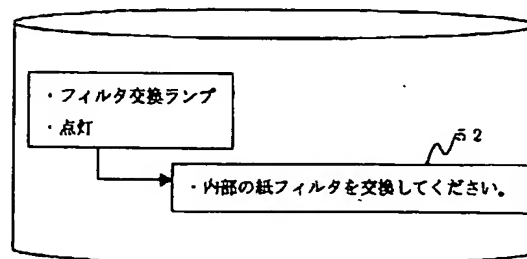 ・フィルタ交換ランプ
・点灯
52
・内部の紙フィルタを交換してください。